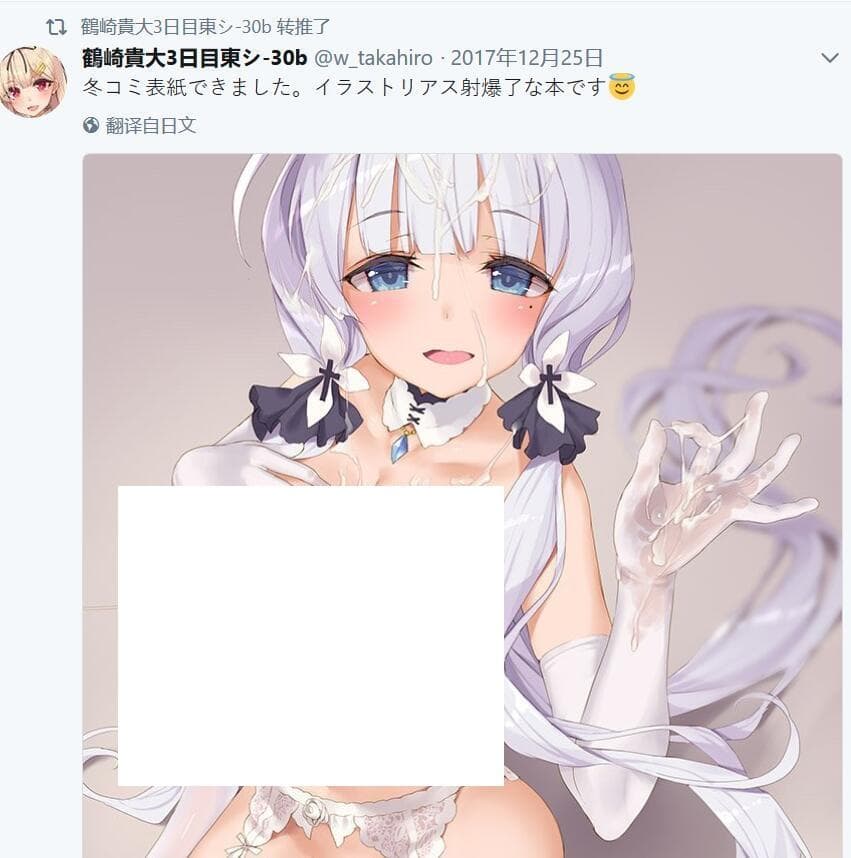 鶴崎貴大3日目東シ-30b 转推了
鶴崎貴大3日目東シ-30b @w_takahiro · 2017年12月25日
冬コミ表紙できました。イラストリアス射爆了な本です😇
翻译自日文